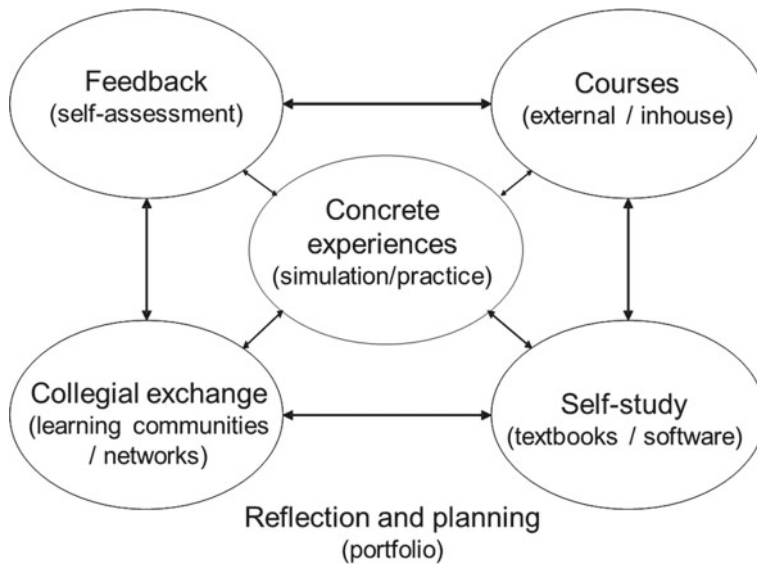 Feedback
(self-assessment)
Courses
(external / inhouse)
Concrete
experiences
(simulation/practice)
Collegial exchange
(learning communities
/ networks)
Self-study
(textbooks / software)
Reflection and planning
(portfolio)